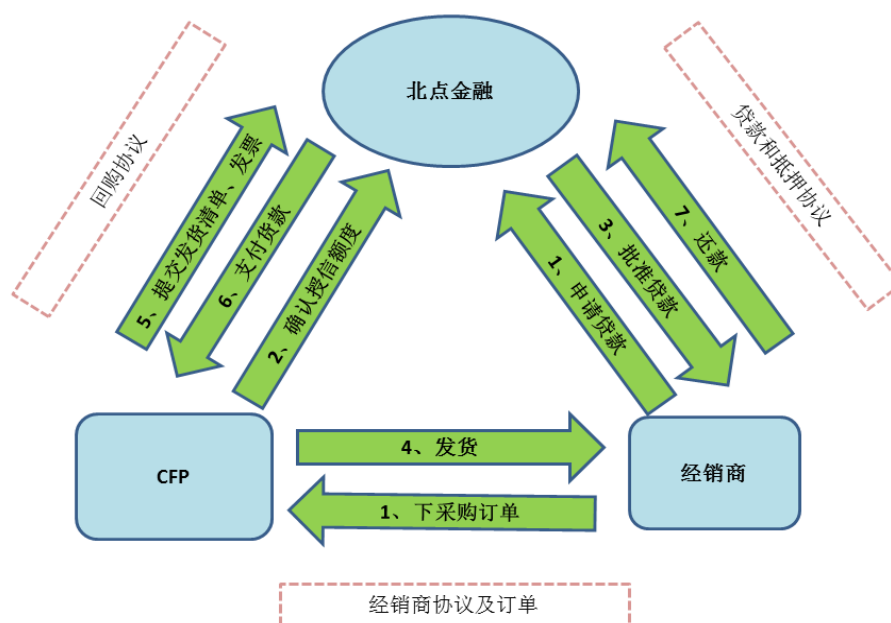 北点金融
回购协议
贷款和抵押协议
5、提交发货清单、发票
6、支付货款
2、确认授信额度
1、申请贷款
3、批准贷款
7、还款
CFP
4、发货
经销商
1、下采购订单
经销商协议及订单